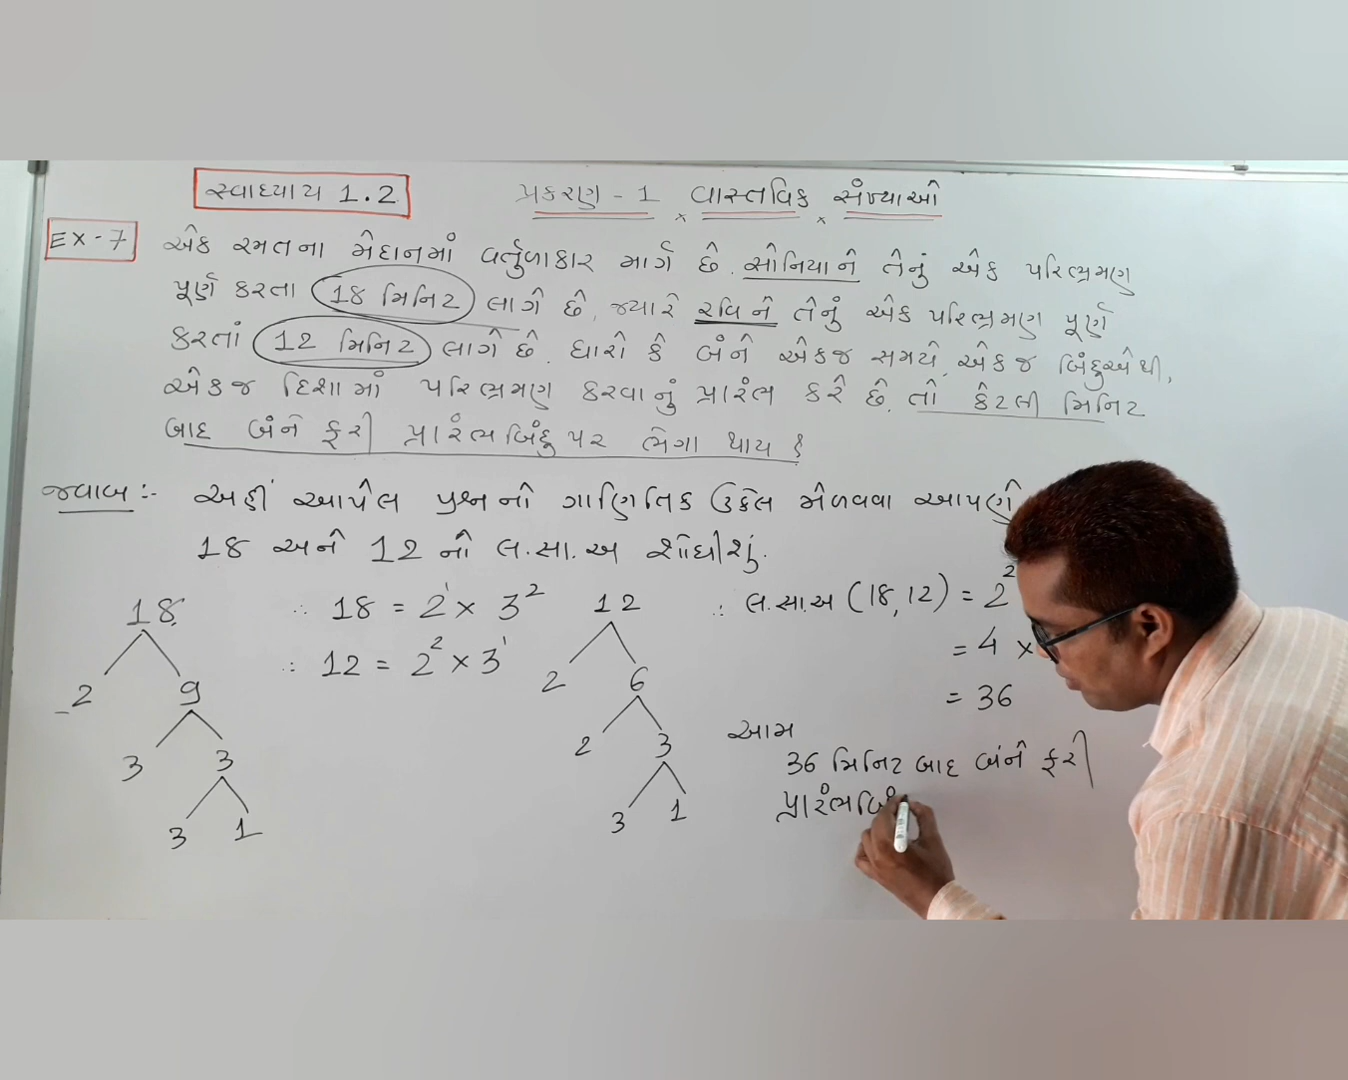 સ્વાધ્યાય 1.2
પ્રકરણ - 1 વાસ્તવિક સંખ્યાઓ
EX-7
એક રમતના મેદાનમાં વર્તુળાકાર માર્ગ છે. સોનિયાને તેનું એક પરિભ્રમણ
પૂર્ણ કરતા 18 મિનિટ લાગે છે, જ્યારે રવિને તેનું એક પરિભ્રમણ પૂર્ણ
કરતાં 12 મિનિટ લાગે છે. ધારો કે બંને એકજ સમયે, એક જ બિંદુએથી,
એકજ દિશામાં પરિભ્રમણ કરવાનું પ્રારંભ કરે છે, તો કેટલી મિનિટ
બાદ બંને ફરી પ્રારંભબિંદુ પર ભેગા થાય ?
જવાબ :- અહીં આપેલ પ્રશ્નનો ગાણિતિક ઉકેલ મેળવવા આપણે
18 અને 12 નો લ.સા.અ શોધીશું.
18
2 9
3 3
3 1
∴ 18 = 2¹ × 3²
∴ 12 = 2² × 3¹
12
2 6
2 3
3 1
∴ લ.સા.અ (18, 12) = 2²
= 4 ×
= 36
આમ
36 મિનિટ બાદ બંને ફરી
પ્રારંભબિં